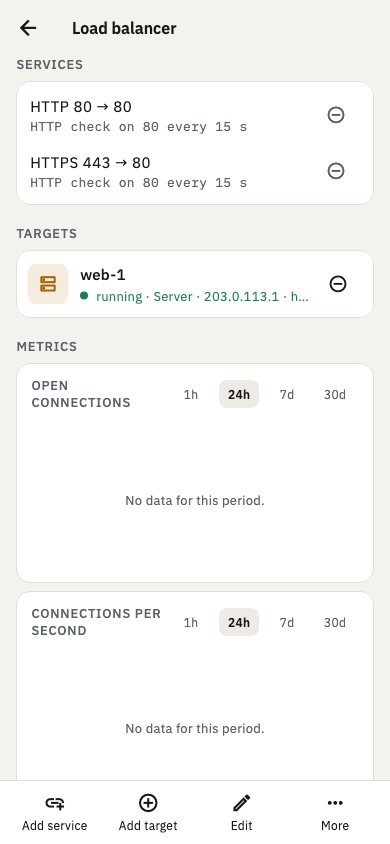 Load balancer
SERVICES
HTTP 80 → 80
HTTP check on 80 every 15 s
HTTPS 443 → 80
HTTP check on 80 every 15 s
TARGETS
web-1
running · Server · 203.0.113.1 · h…
METRICS
OPEN CONNECTIONS 1h 24h 7d 30d
No data for this period.
CONNECTIONS PER SECOND 1h 24h 7d 30d
No data for this period.
Add service Add target Edit More